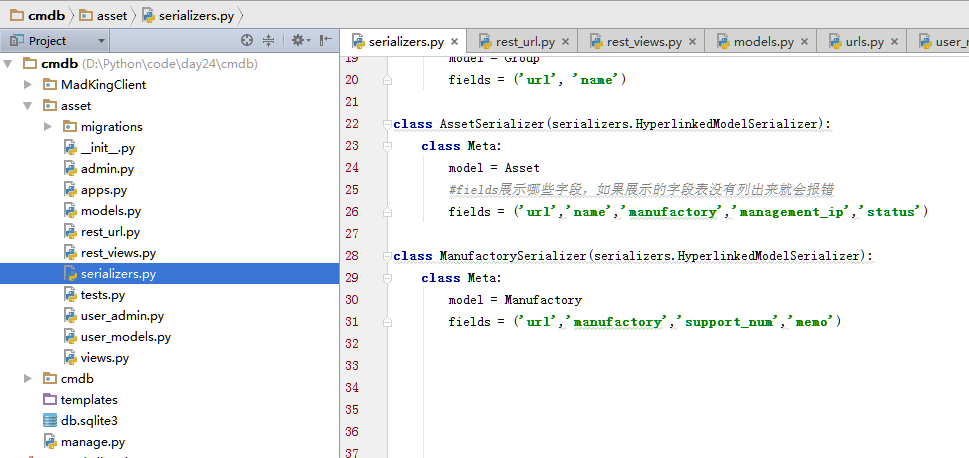 cmdb asset serializers.py
Project
serializers.py rest_url.py rest_views.py models.py urls.py user_
cmdb (D:\Python\code\day24\cmdb)
MadKingClient
asset
migrations
__init__.py
admin.py
apps.py
models.py
rest_url.py
rest_views.py
serializers.py
tests.py
user_admin.py
user_models.py
views.py
cmdb
templates
db.sqlite3
manage.py
19 model = Group
20 fields = ('url', 'name')
21
22 class AssetSerializer(serializers.HyperlinkedModelSerializer):
23 class Meta:
24 model = Asset
25 #fields展示哪些字段，如果展示的字段表没有列出来就会报错
26 fields = ('url','name','manufactory','management_ip','status')
27
28 class ManufactorySerializer(serializers.HyperlinkedModelSerializer):
29 class Meta:
30 model = Manufactory
31 fields = ('url','manufactory','support_num','memo')
32
33
34
35
36
37